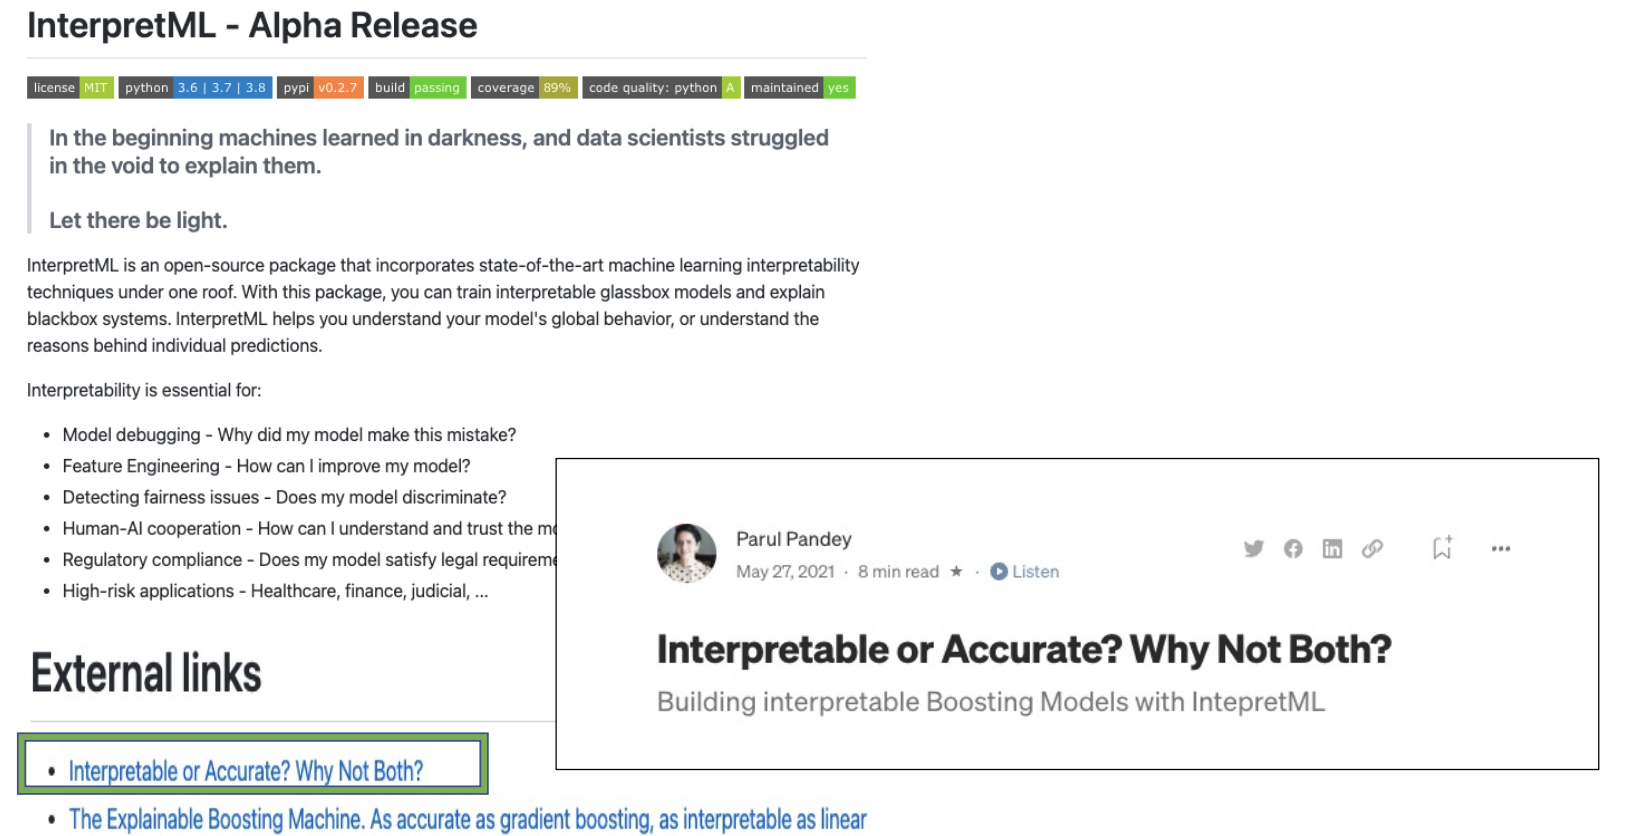 InterpretML - Alpha Release
license MIT python 3.6 | 3.7 | 3.8 pypi v0.2.7 build passing coverage 89% code quality: python A maintained yes
In the beginning machines learned in darkness, and data scientists struggled
in the void to explain them.
Let there be light.
InterpretML is an open-source package that incorporates state-of-the-art machine learning interpretability
techniques under one roof. With this package, you can train interpretable glassbox models and explain
blackbox systems. InterpretML helps you understand your model's global behavior, or understand the
reasons behind individual predictions.
Interpretability is essential for:
• Model debugging - Why did my model make this mistake?
• Feature Engineering - How can I improve my model?
• Detecting fairness issues - Does my model discriminate?
• Human-AI cooperation - How can I understand and trust the
• Regulatory compliance - Does my model satisfy legal
• High-risk applications - Healthcare, finance, judicial, ...
External links
• Interpretable or Accurate? Why Not Both?
• The Explainable Boosting Machine. As accurate as gradient boosting, as interpretable as linear
Parul Pandey
May 27, 2021 · 8 min read ★ · Listen
Interpretable or Accurate? Why Not Both?
Building interpretable Boosting Models with IntepretML